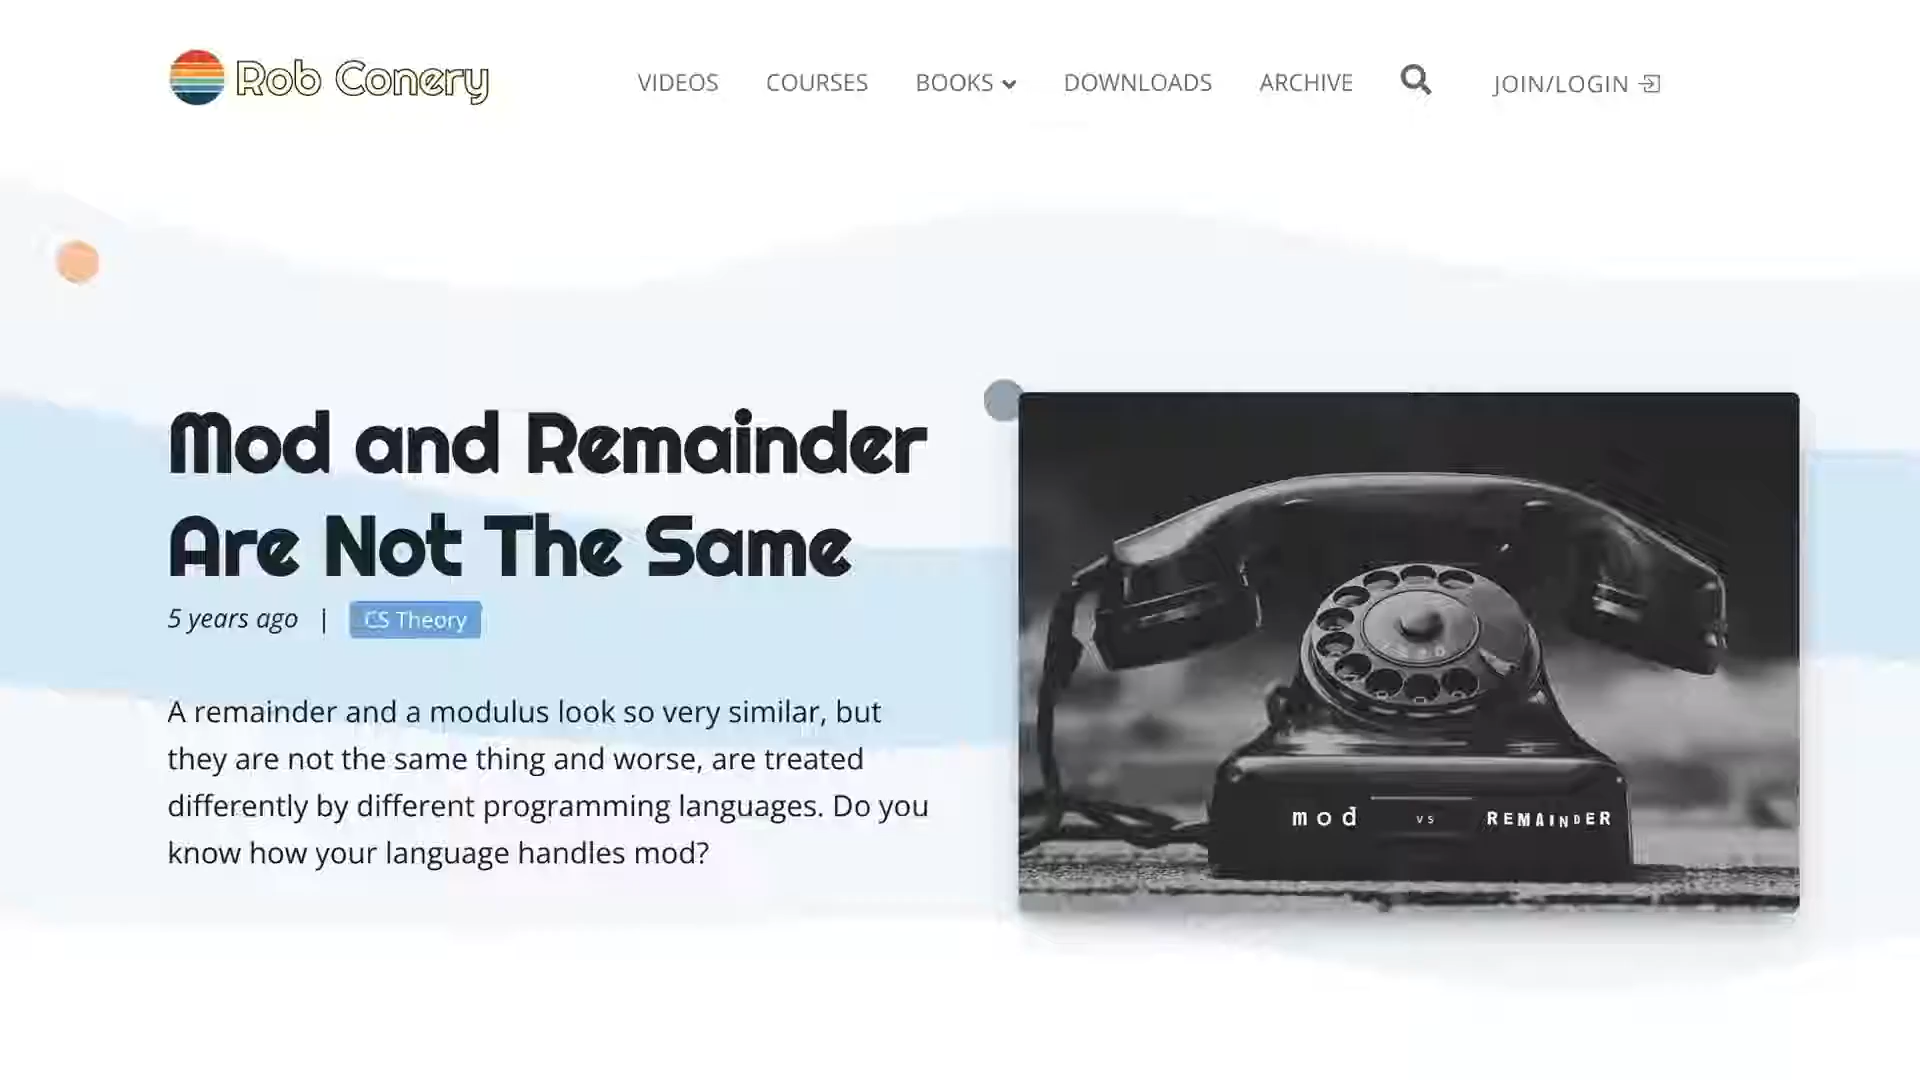 Rob Conery
VIDEOS COURSES BOOKS DOWNLOADS ARCHIVE JOIN/LOGIN
Mod and Remainder
Are Not The Same
5 years ago | CS Theory
A remainder and a modulus look so very similar, but
they are not the same thing and worse, are treated
differently by different programming languages. Do you
know how your language handles mod?
mod vs REMAINDER